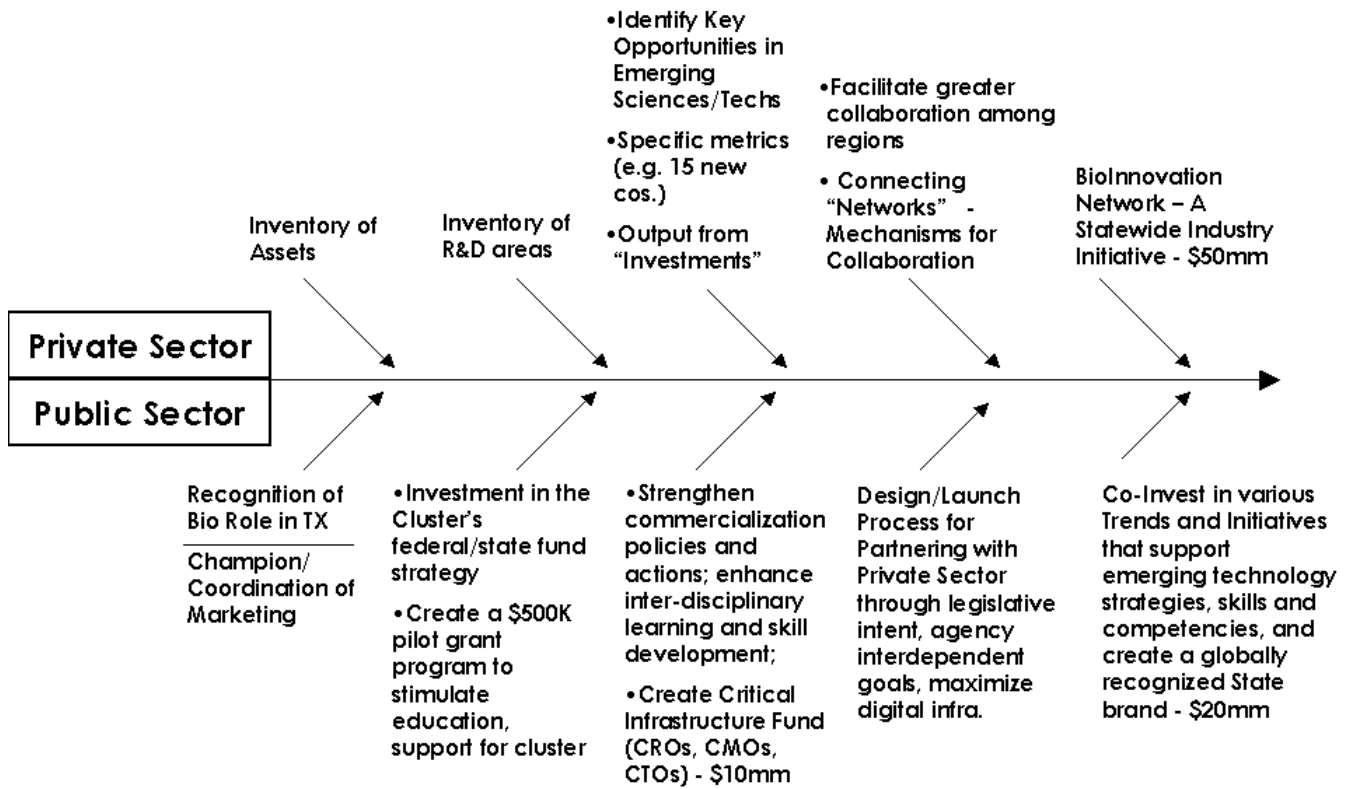 •Identify Key
Opportunities in
Emerging
Sciences/Techs
•Specific metrics
(e.g. 15 new
cos.)
•Output from
“Investments”
•Facilitate greater
collaboration among
regions
• Connecting
“Networks” -
Mechanisms for
Collaboration
BioInnovation
Network – A
Statewide Industry
Initiative - $50mm
Inventory of
Assets
Inventory of
R&D areas
Private Sector
Public Sector
Recognition of
Bio Role in TX
Champion/
Coordination of
Marketing
•Investment in the
Cluster’s
federal/state fund
strategy
•Create a $500K
pilot grant
program to
stimulate
education,
support for cluster
•Strengthen
commercialization
policies and
actions; enhance
inter-disciplinary
learning and skill
development;
•Create Critical
Infrastructure Fund
(CROs, CMOs,
CTOs) - $10mm
Design/Launch
Process for
Partnering with
Private Sector
through legislative
intent, agency
interdependent
goals, maximize
digital infra.
Co-Invest in various
Trends and Initiatives
that support
emerging technology
strategies, skills and
competencies, and
create a globally
recognized State
brand - $20mm